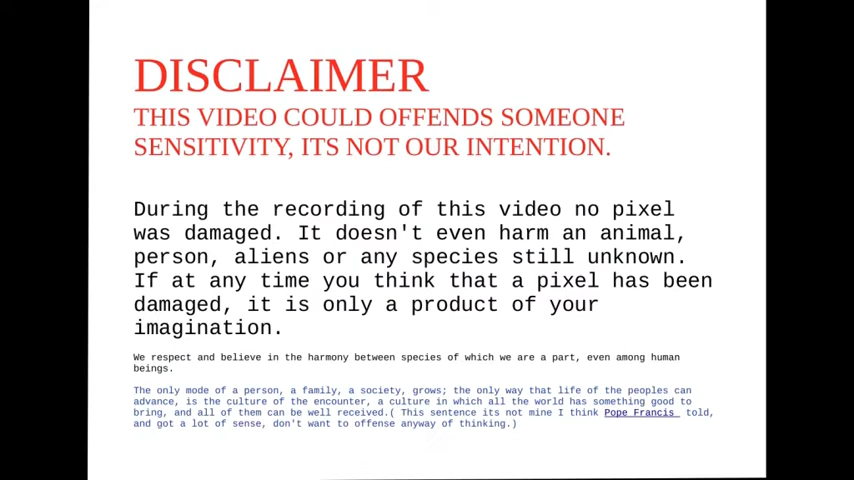 DISCLAIMER
THIS VIDEO COULD OFFENDS SOMEONE
SENSITIVITY, ITS NOT OUR INTENTION.
During the recording of this video no pixel
was damaged. It doesn't even harm an animal,
person, aliens or any species still unknown.
If at any time you think that a pixel has been
damaged, it is only a product of your
imagination.
We respect and believe in the harmony between species of which we are a part, even among human
beings.
The only mode of a person, a family, a society, grows; the only way that life of the peoples can
advance, is the culture of the encounter, a culture in which all the world has something good to
bring, and all of them can be well received.( This sentence its not mine I think Pope Francis told,
and got a lot of sense, don't want to offense anyway of thinking.)